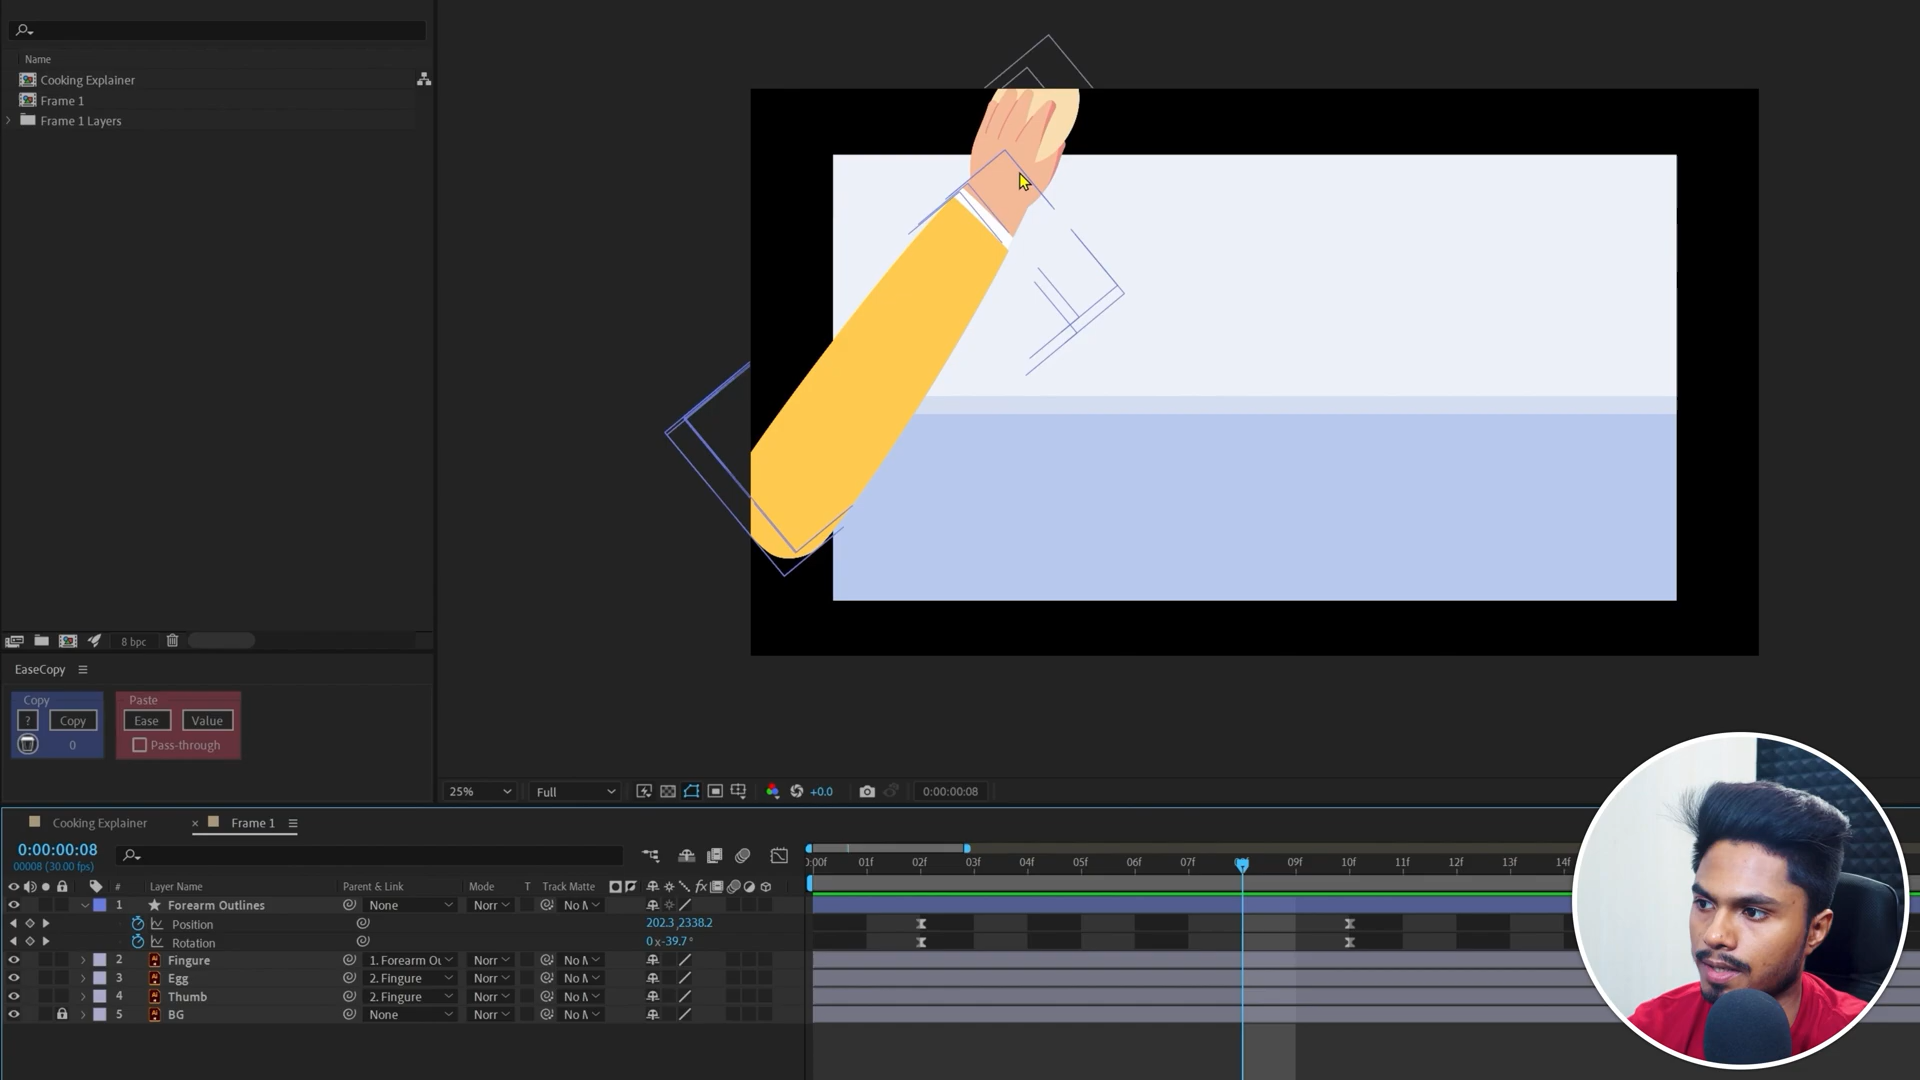 Name
Cooking Explainer
Frame 1
Frame 1 Layers
8 bpc
EaseCopy
Copy
Paste
? Copy Ease Value
0 Pass-through
25% Full +0.0 0:00:00:08
Cooking Explainer × Frame 1
0:00:00:08
00008 (30.00 fps)
0:00f 01f 02f 03f 04f 05f 06f 07f 09f 10f 11f 12f 13f 14f
# Layer Name Parent & Link Mode T Track Matte fx
1 Forearm Outlines None Norr No M
Position 202.3,2338.2
Rotation 0x-39.7°
2 Fingure 1. Forearm Ou Norr No M
3 Egg 2. Fingure Norr No M
4 Thumb 2. Fingure Norr No M
5 BG None Norr No M